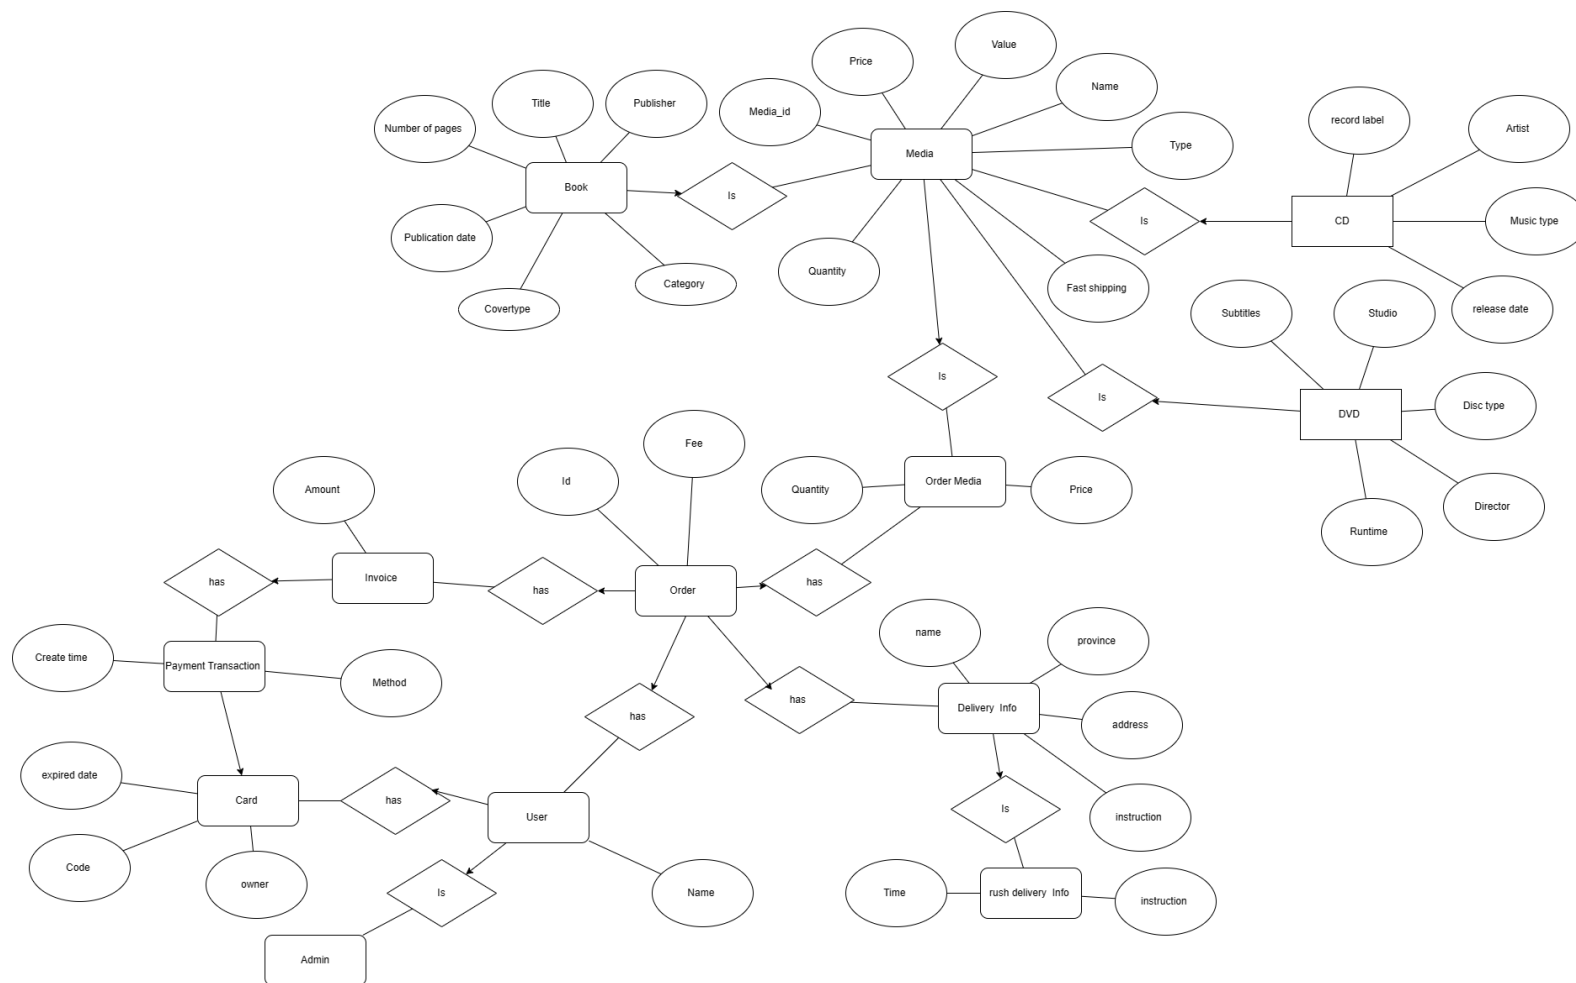 Value
Price
Name
Title
Publisher
Media_id
record label
Artist
Number of pages
Media
Type
Book
Is
Is
CD
Music type
Publication date
Quantity
Category
Fast shipping
Covertype
Subtitles
Studio
release date
Is
Is
DVD
Disc type
Fee
Id
Amount
Quantity
Order Media
Price
Director
Runtime
has
Invoice
has
Order
has
name
province
Create time
Payment Transaction
Method
has
has
Delivery Info
address
expired date
Card
has
User
Is
instruction
Code
owner
Is
Name
Time
rush delivery Info
instruction
Admin